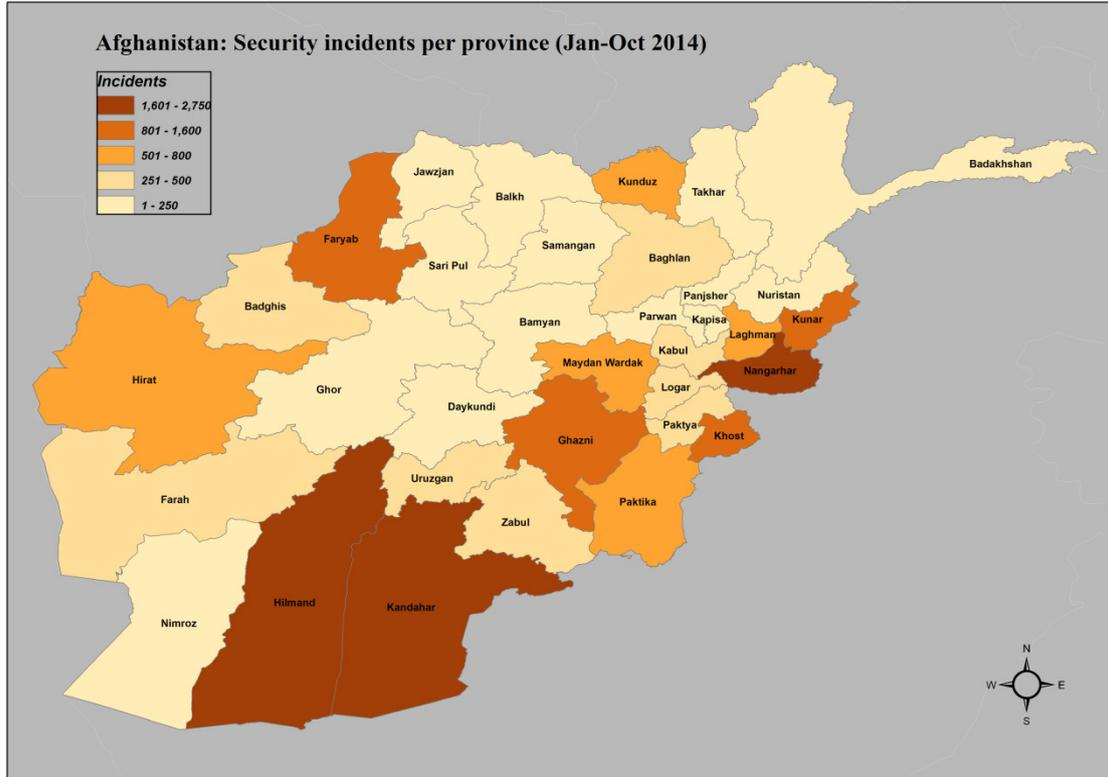 Afghanistan: Security incidents per province (Jan-Oct 2014)
Incidents
1,601 - 2,750
801 - 1,600
501 - 800
251 - 500
1 - 250
Badakhshan
Jawzjan
Kunduz
Takhar
Balkh
Faryab
Samangan
Baghlan
Sari Pul
Panjsher
Nuristan
Badghis
Parwan
Kapisa
Kunar
Bamyan
Laghman
Kabul
Maydan Wardak
Nangarhar
Hirat
Logar
Ghor
Daykundi
Paktya
Khost
Ghazni
Uruzgan
Farah
Paktika
Zabul
Hilmand
Kandahar
Nimroz
N
W E
S